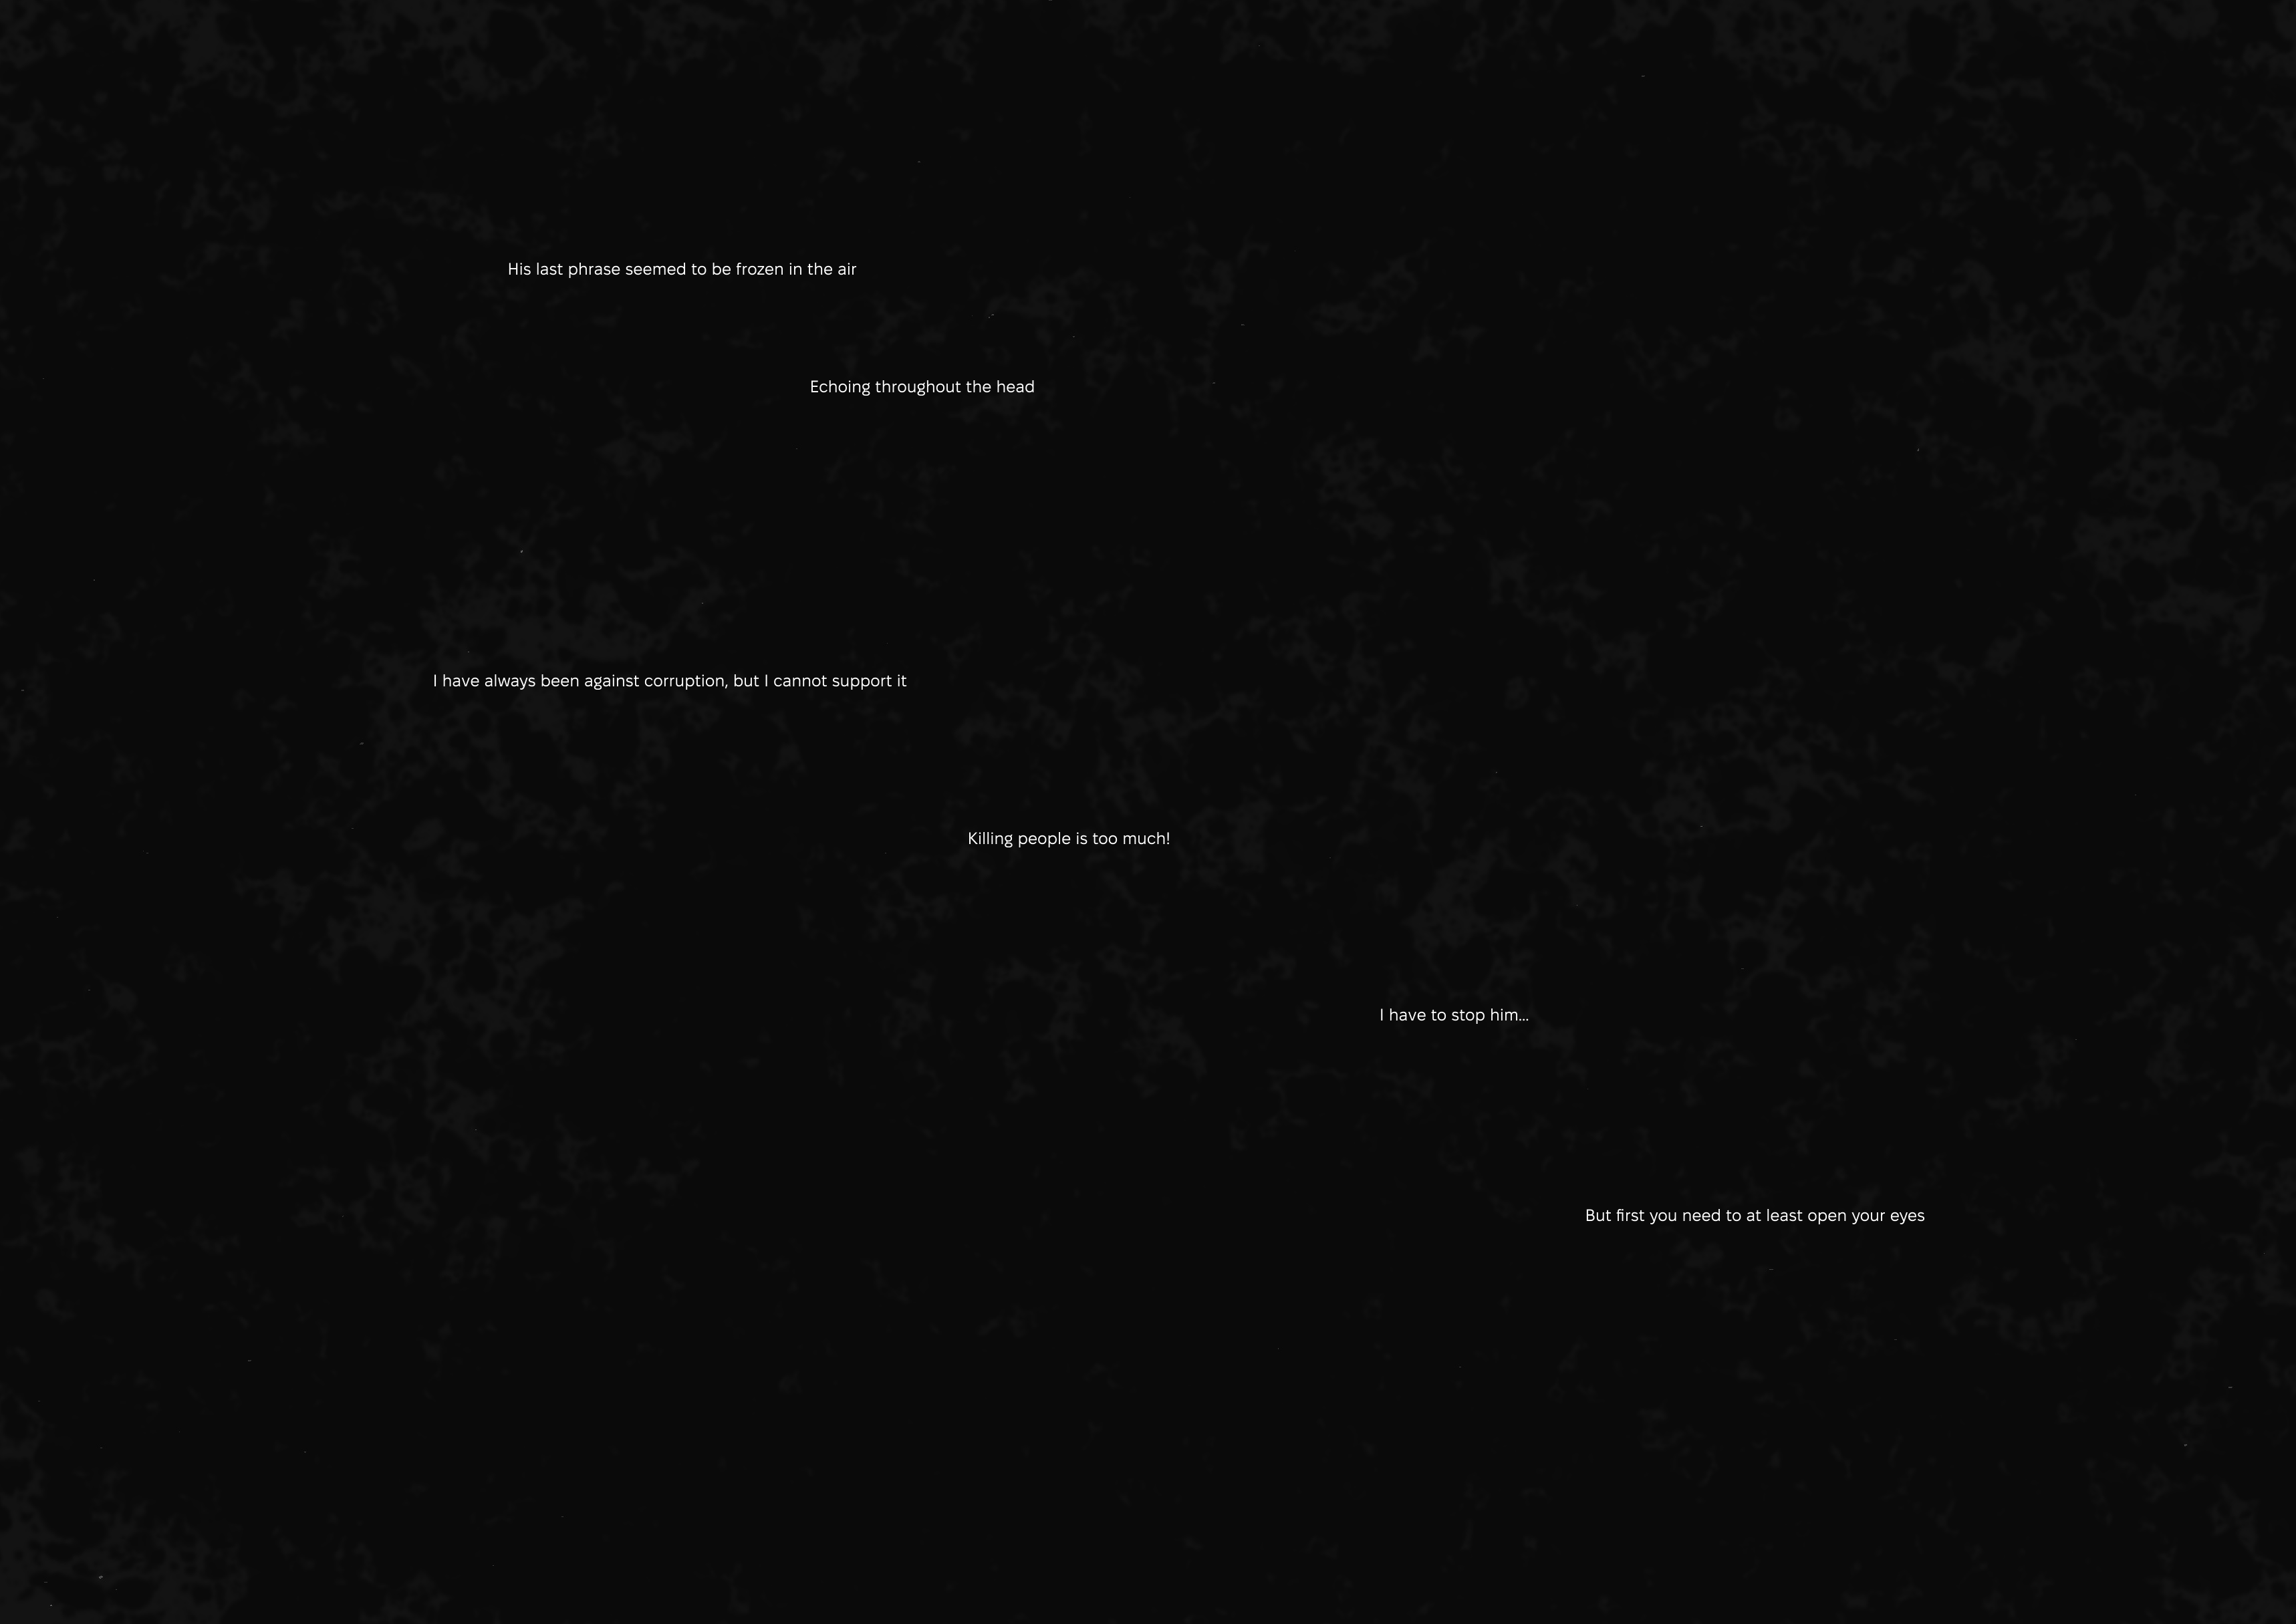 His last phrase seemed to be frozen in the air
Echoing throughout the head
I have always been against corruption, but I cannot support it
Killing people is too much!
I have to stop him...
But first you need to at least open your eyes